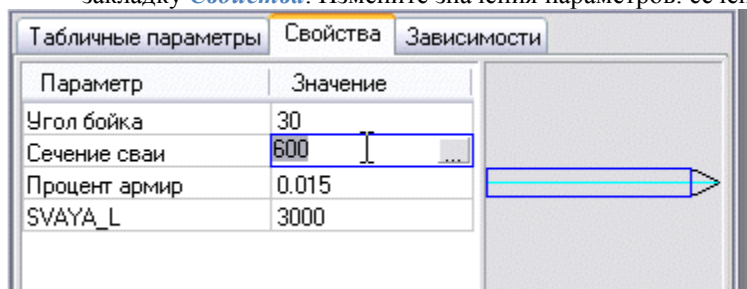 закладку Свойства. Измените значения параметров: сечен
Табличные параметры Свойства Зависимости
Параметр Значение
Угол бойка 30
Сечение сваи 600 ...
Процент армир 0.015
SVAYA_L 3000